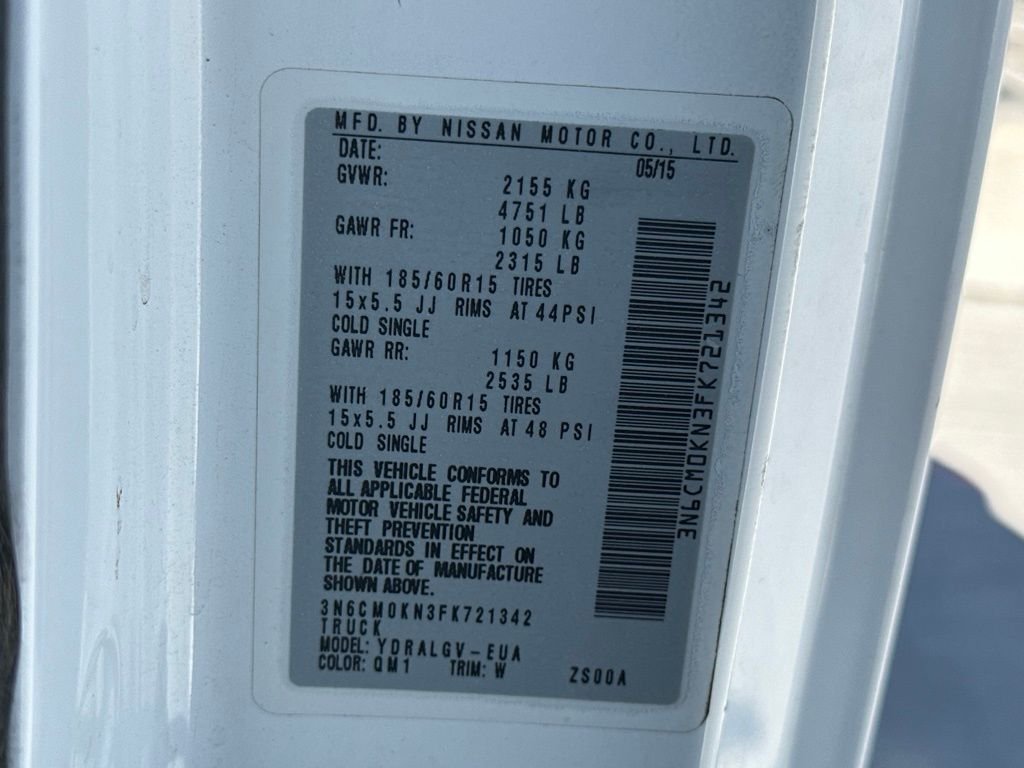 MFD. BY NISSAN MOTOR CO., LTD.
DATE: 05/15
GVWR: 2155 KG
4751 LB
GAWR FR: 1050 KG
2315 LB
WITH 185/60R15 TIRES
15x5.5 JJ RIMS AT 44PSI
COLD SINGLE
GAWR RR: 1150 KG
2535 LB
WITH 185/60R15 TIRES
15x5.5 JJ RIMS AT 48 PSI
COLD SINGLE
THIS VEHICLE CONFORMS TO
ALL APPLICABLE FEDERAL
MOTOR VEHICLE SAFETY AND
THEFT PREVENTION
STANDARDS IN EFFECT ON
THE DATE OF MANUFACTURE
SHOWN ABOVE.
3N6CM0KN3FK721342
TRUCK
MODEL: YDRALGV-EUA
COLOR: QM1 TRIM: W ZS00A
3N6CM0KN3FK721342